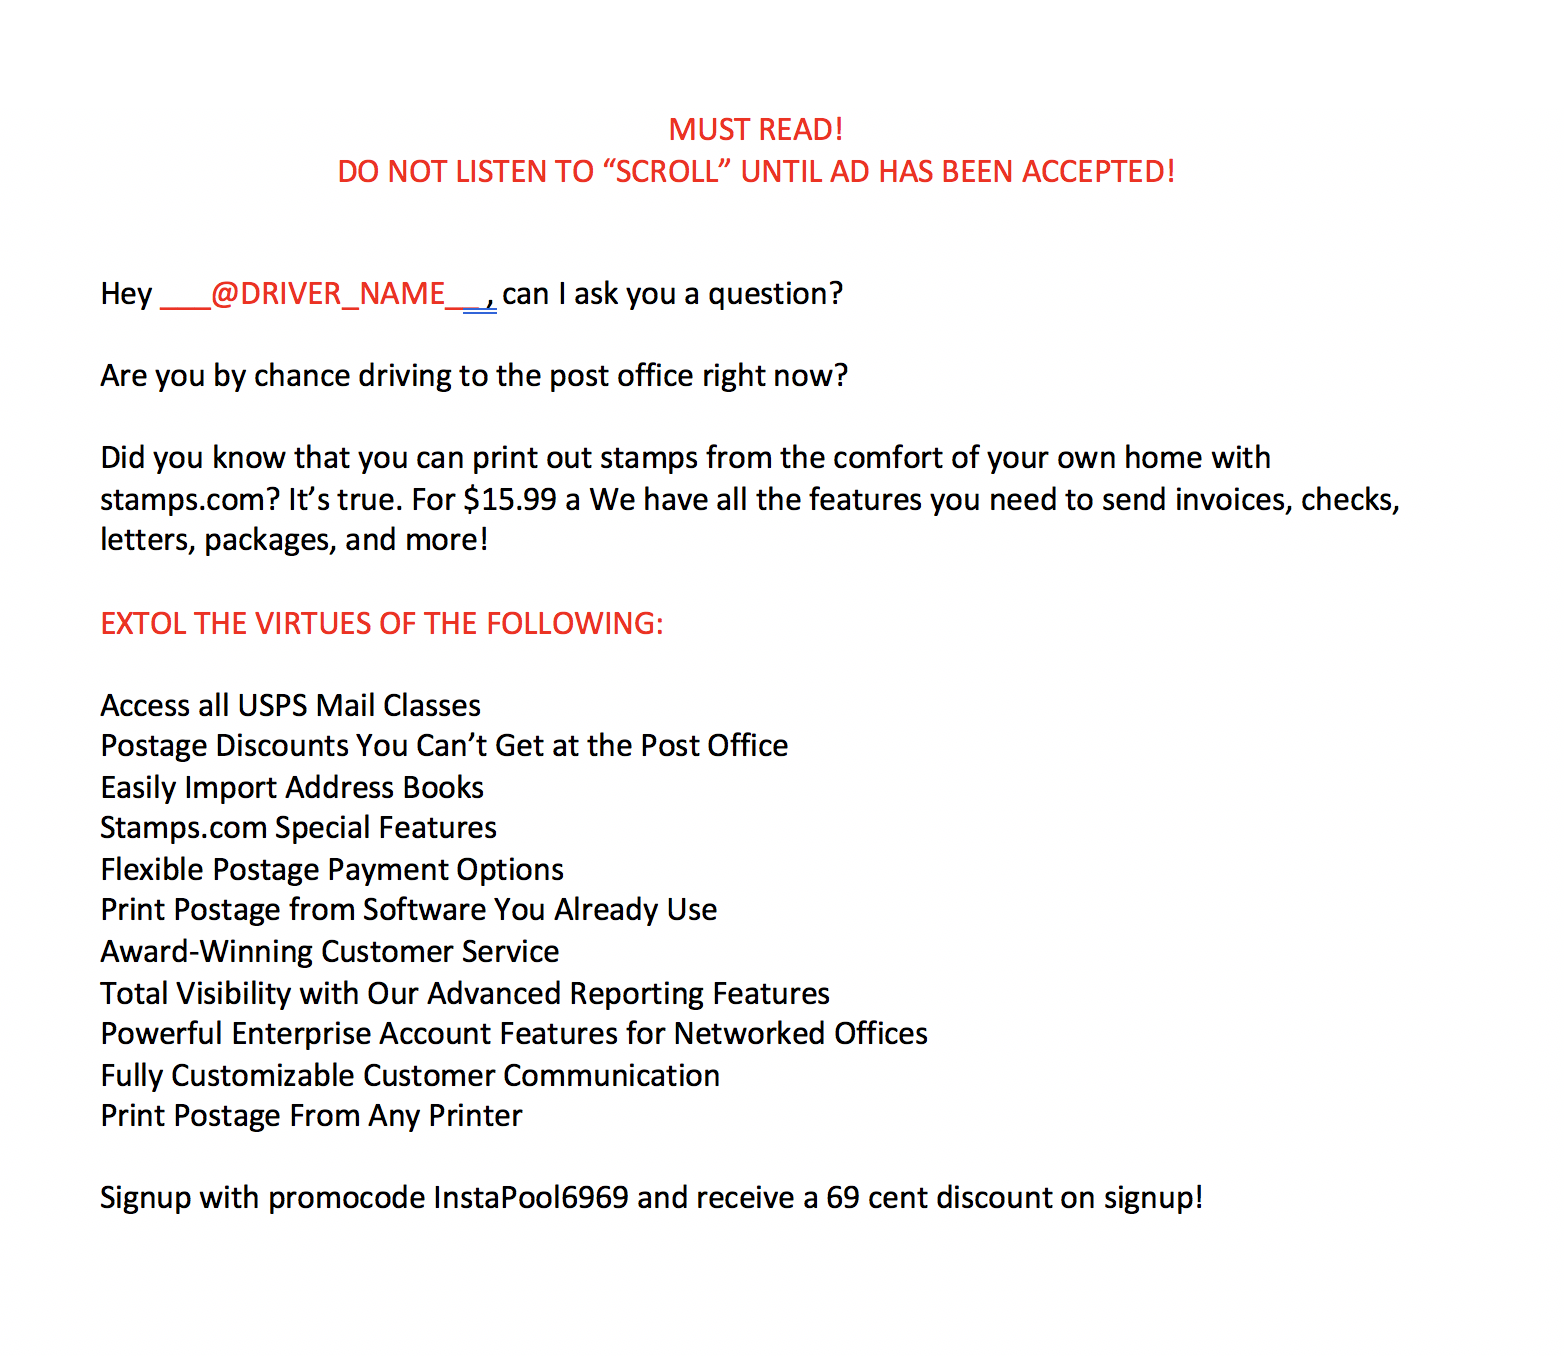 MUST READ!
DO NOT LISTEN TO “SCROLL” UNTIL AD HAS BEEN ACCEPTED!
Hey ___@DRIVER_NAME__ , can I ask you a question?
Are you by chance driving to the post office right now?
Did you know that you can print out stamps from the comfort of your own home with
stamps.com? It’s true. For $15.99 a We have all the features you need to send invoices, checks,
letters, packages, and more!
EXTOL THE VIRTUES OF THE FOLLOWING:
Access all USPS Mail Classes
Postage Discounts You Can’t Get at the Post Office
Easily Import Address Books
Stamps.com Special Features
Flexible Postage Payment Options
Print Postage from Software You Already Use
Award-Winning Customer Service
Total Visibility with Our Advanced Reporting Features
Powerful Enterprise Account Features for Networked Offices
Fully Customizable Customer Communication
Print Postage From Any Printer
Signup with promocode InstaPool6969 and receive a 69 cent discount on signup!